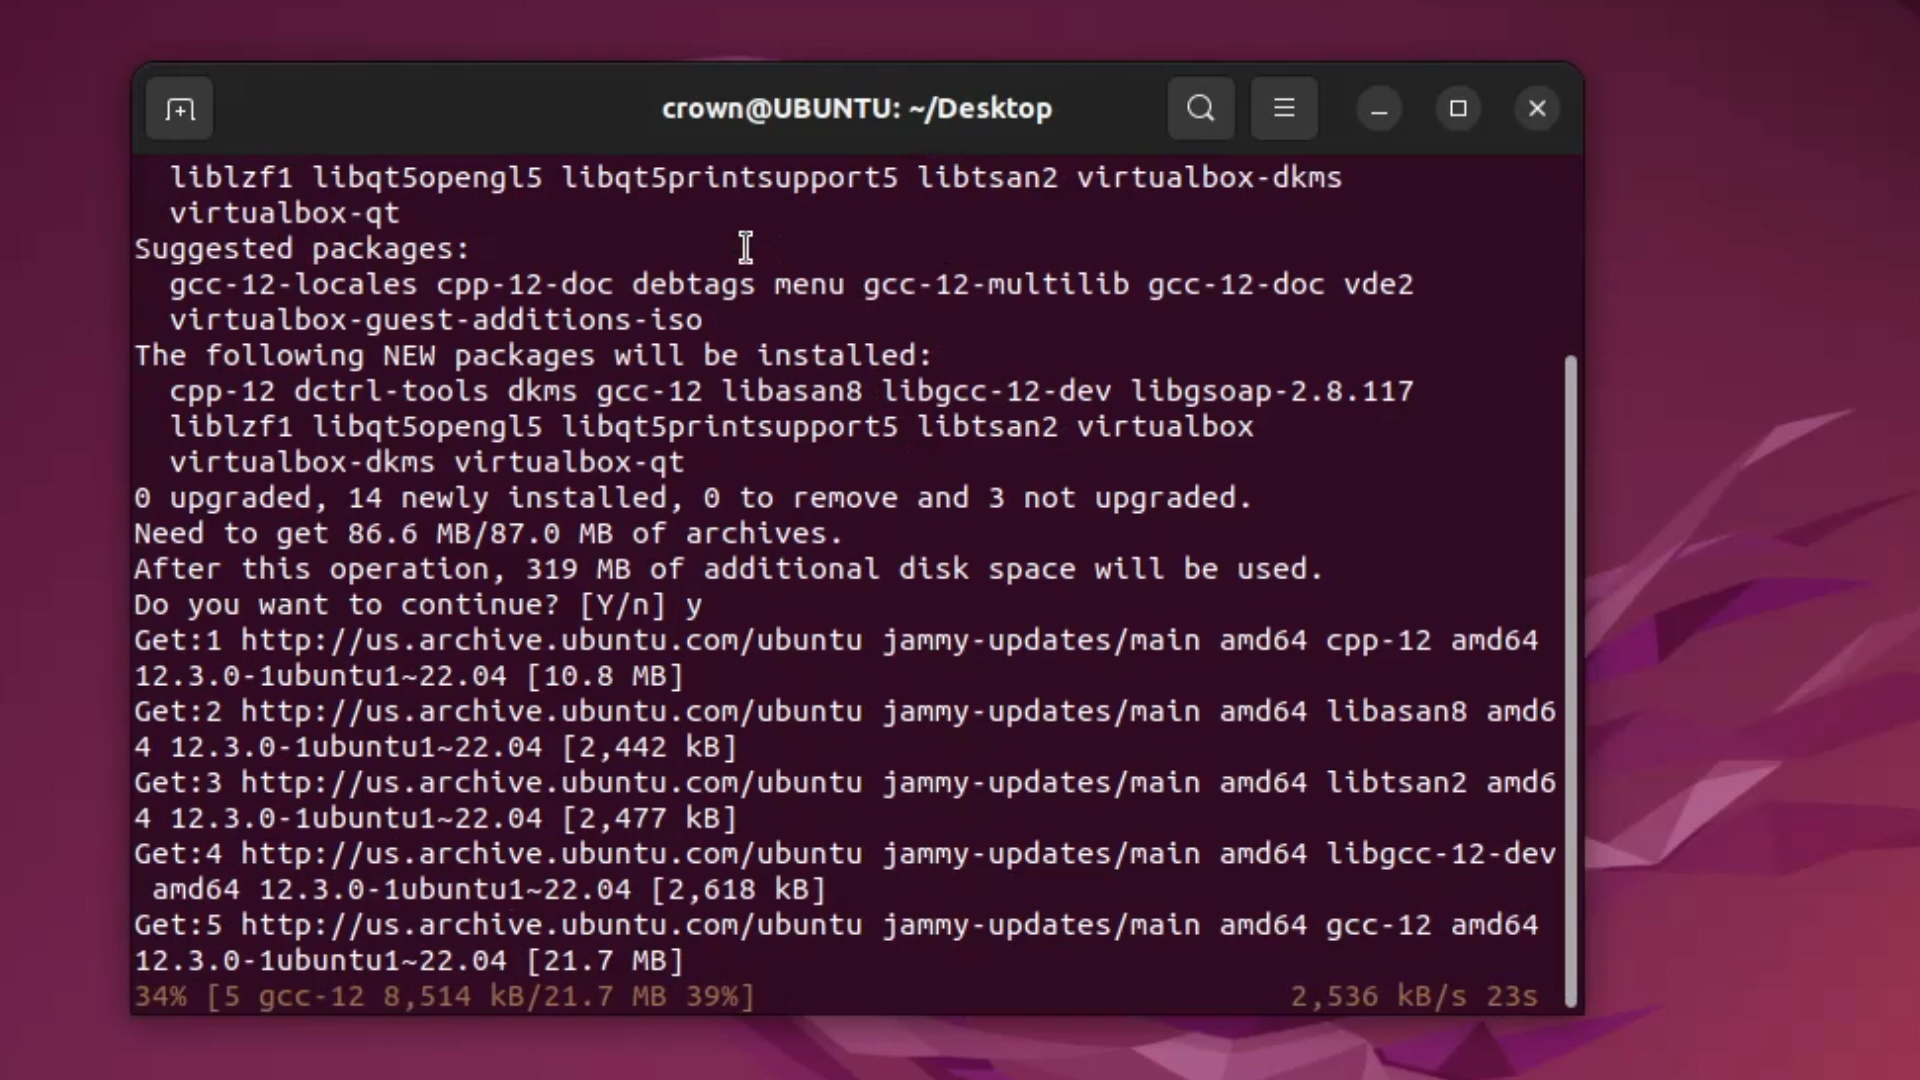 crown@UBUNTU: ~/Desktop
liblzf1 libqt5opengl5 libqt5printsupport5 libtsan2 virtualbox-dkms
virtualbox-qt
Suggested packages:
gcc-12-locales cpp-12-doc debtags menu gcc-12-multilib gcc-12-doc vde2
virtualbox-guest-additions-iso
The following NEW packages will be installed:
cpp-12 dctrl-tools dkms gcc-12 libasan8 libgcc-12-dev libgsoap-2.8.117
liblzf1 libqt5opengl5 libqt5printsupport5 libtsan2 virtualbox
virtualbox-dkms virtualbox-qt
0 upgraded, 14 newly installed, 0 to remove and 3 not upgraded.
Need to get 86.6 MB/87.0 MB of archives.
After this operation, 319 MB of additional disk space will be used.
Do you want to continue? [Y/n] y
Get:1 http://us.archive.ubuntu.com/ubuntu jammy-updates/main amd64 cpp-12 amd64
12.3.0-1ubuntu1~22.04 [10.8 MB]
Get:2 http://us.archive.ubuntu.com/ubuntu jammy-updates/main amd64 libasan8 amd6
4 12.3.0-1ubuntu1~22.04 [2,442 kB]
Get:3 http://us.archive.ubuntu.com/ubuntu jammy-updates/main amd64 libtsan2 amd6
4 12.3.0-1ubuntu1~22.04 [2,477 kB]
Get:4 http://us.archive.ubuntu.com/ubuntu jammy-updates/main amd64 libgcc-12-dev
amd64 12.3.0-1ubuntu1~22.04 [2,618 kB]
Get:5 http://us.archive.ubuntu.com/ubuntu jammy-updates/main amd64 gcc-12 amd64
12.3.0-1ubuntu1~22.04 [21.7 MB]
34% [5 gcc-12 8,514 kB/21.7 MB 39%] 2,536 kB/s 23s